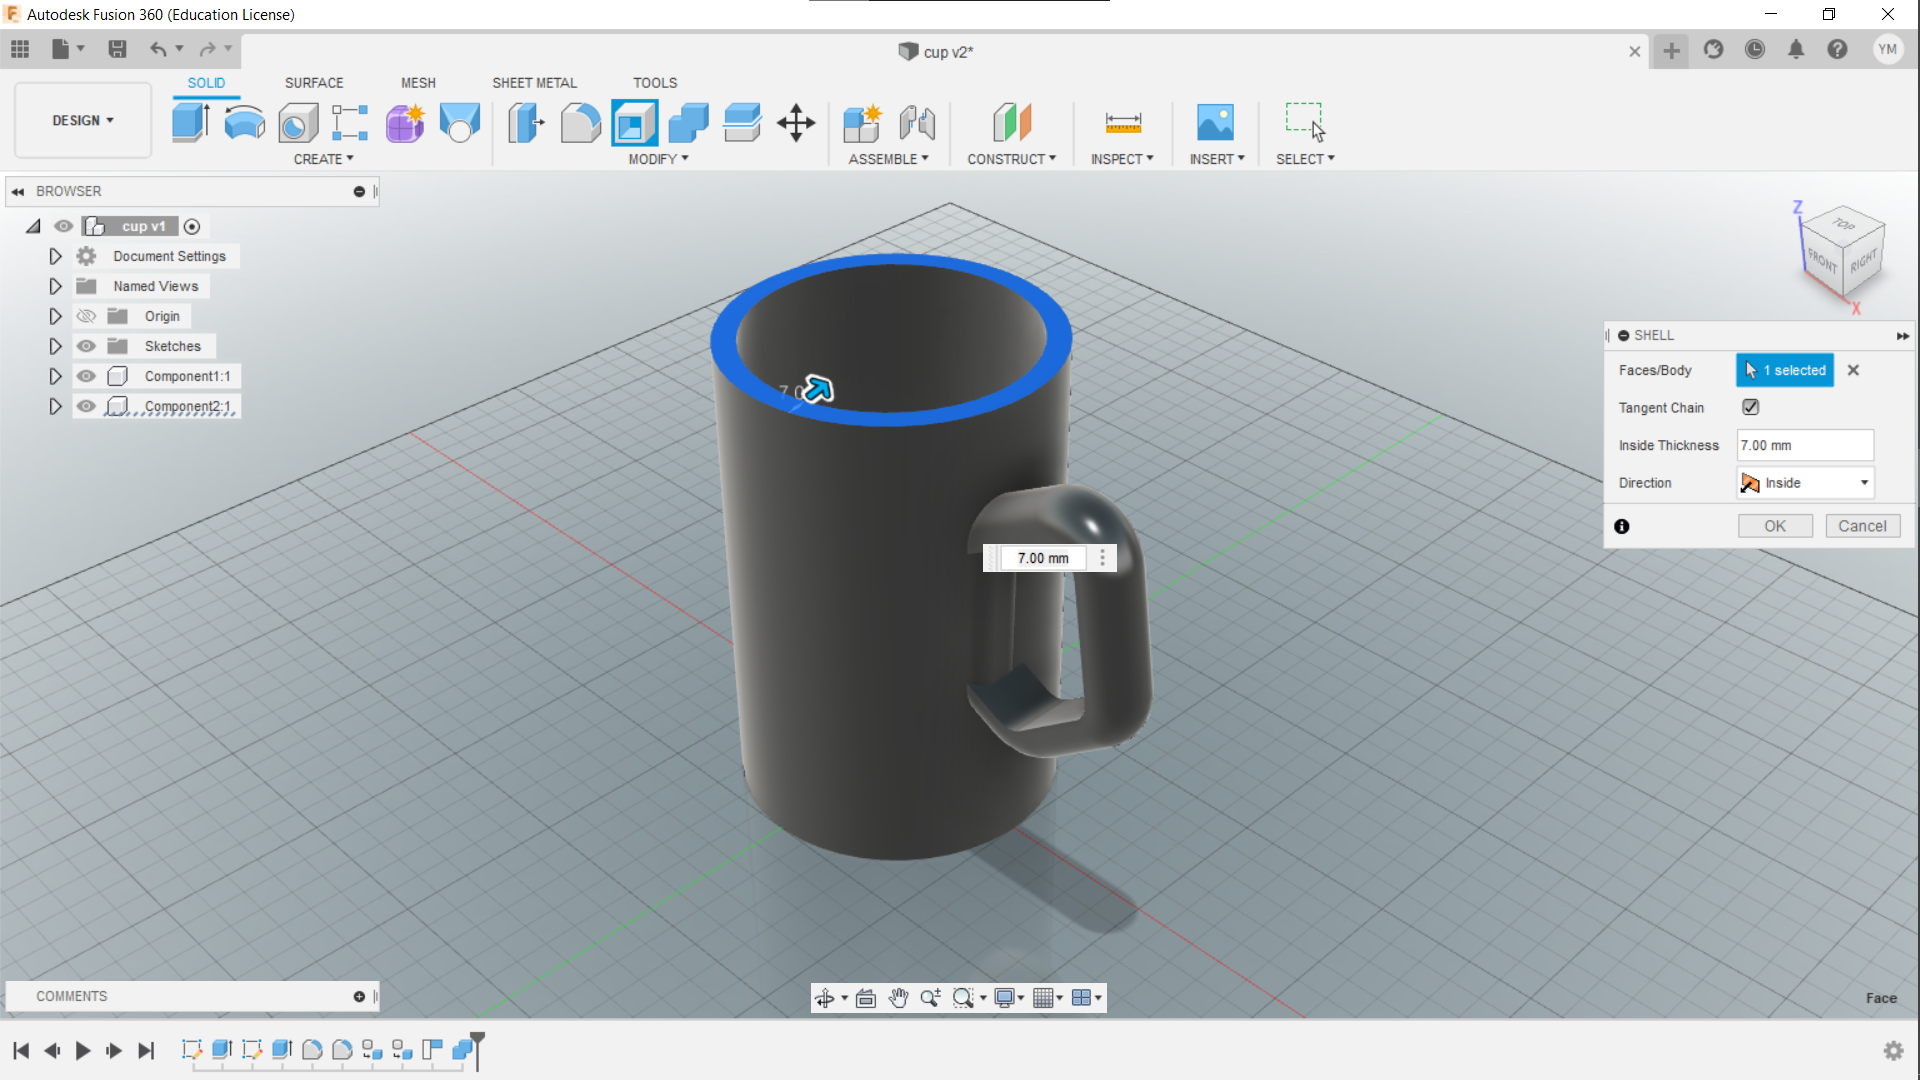 Autodesk Fusion 360 (Education License)
cup v2*
YM
SOLID SURFACE MESH SHEET METAL TOOLS
DESIGN
CREATE MODIFY ASSEMBLE CONSTRUCT INSPECT INSERT SELECT
BROWSER
cup v1
Document Settings
Named Views
Origin
Sketches
Component1:1
Component2:1
Z
TOP
FRONT
RIGHT
X
SHELL
Faces/Body 1 selected
Tangent Chain
Inside Thickness 7.00 mm
Direction Inside
OK Cancel
7.0
7.00 mm
COMMENTS
Face